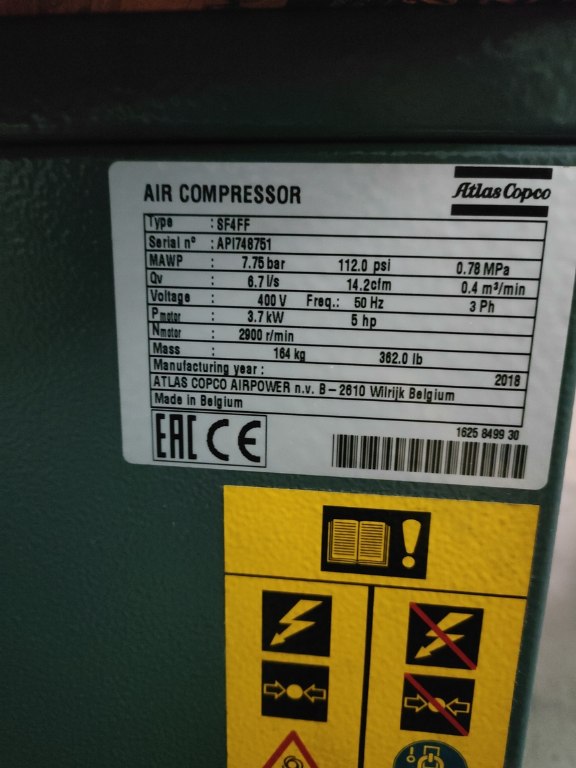 AIR COMPRESSOR
Atlas Copco
Type : SF4FF
Serial nº : API748751
MAWP : 7.75 bar 112.0 psi 0.78 MPa
Qv : 6.7 l/s 14.2cfm 0.4 m³/min
Voltage : 400 V Freq.: 50 Hz 3 Ph
Pmotor : 3.7 kW 5 hp
Nmotor : 2900 r/min
Mass : 164 kg 362.0 lb
Manufacturing year : 2018
ATLAS COPCO AIRPOWER n.v. B - 2610 Wilrijk Belgium
Made in Belgium
EAC CE
1625 8499 30